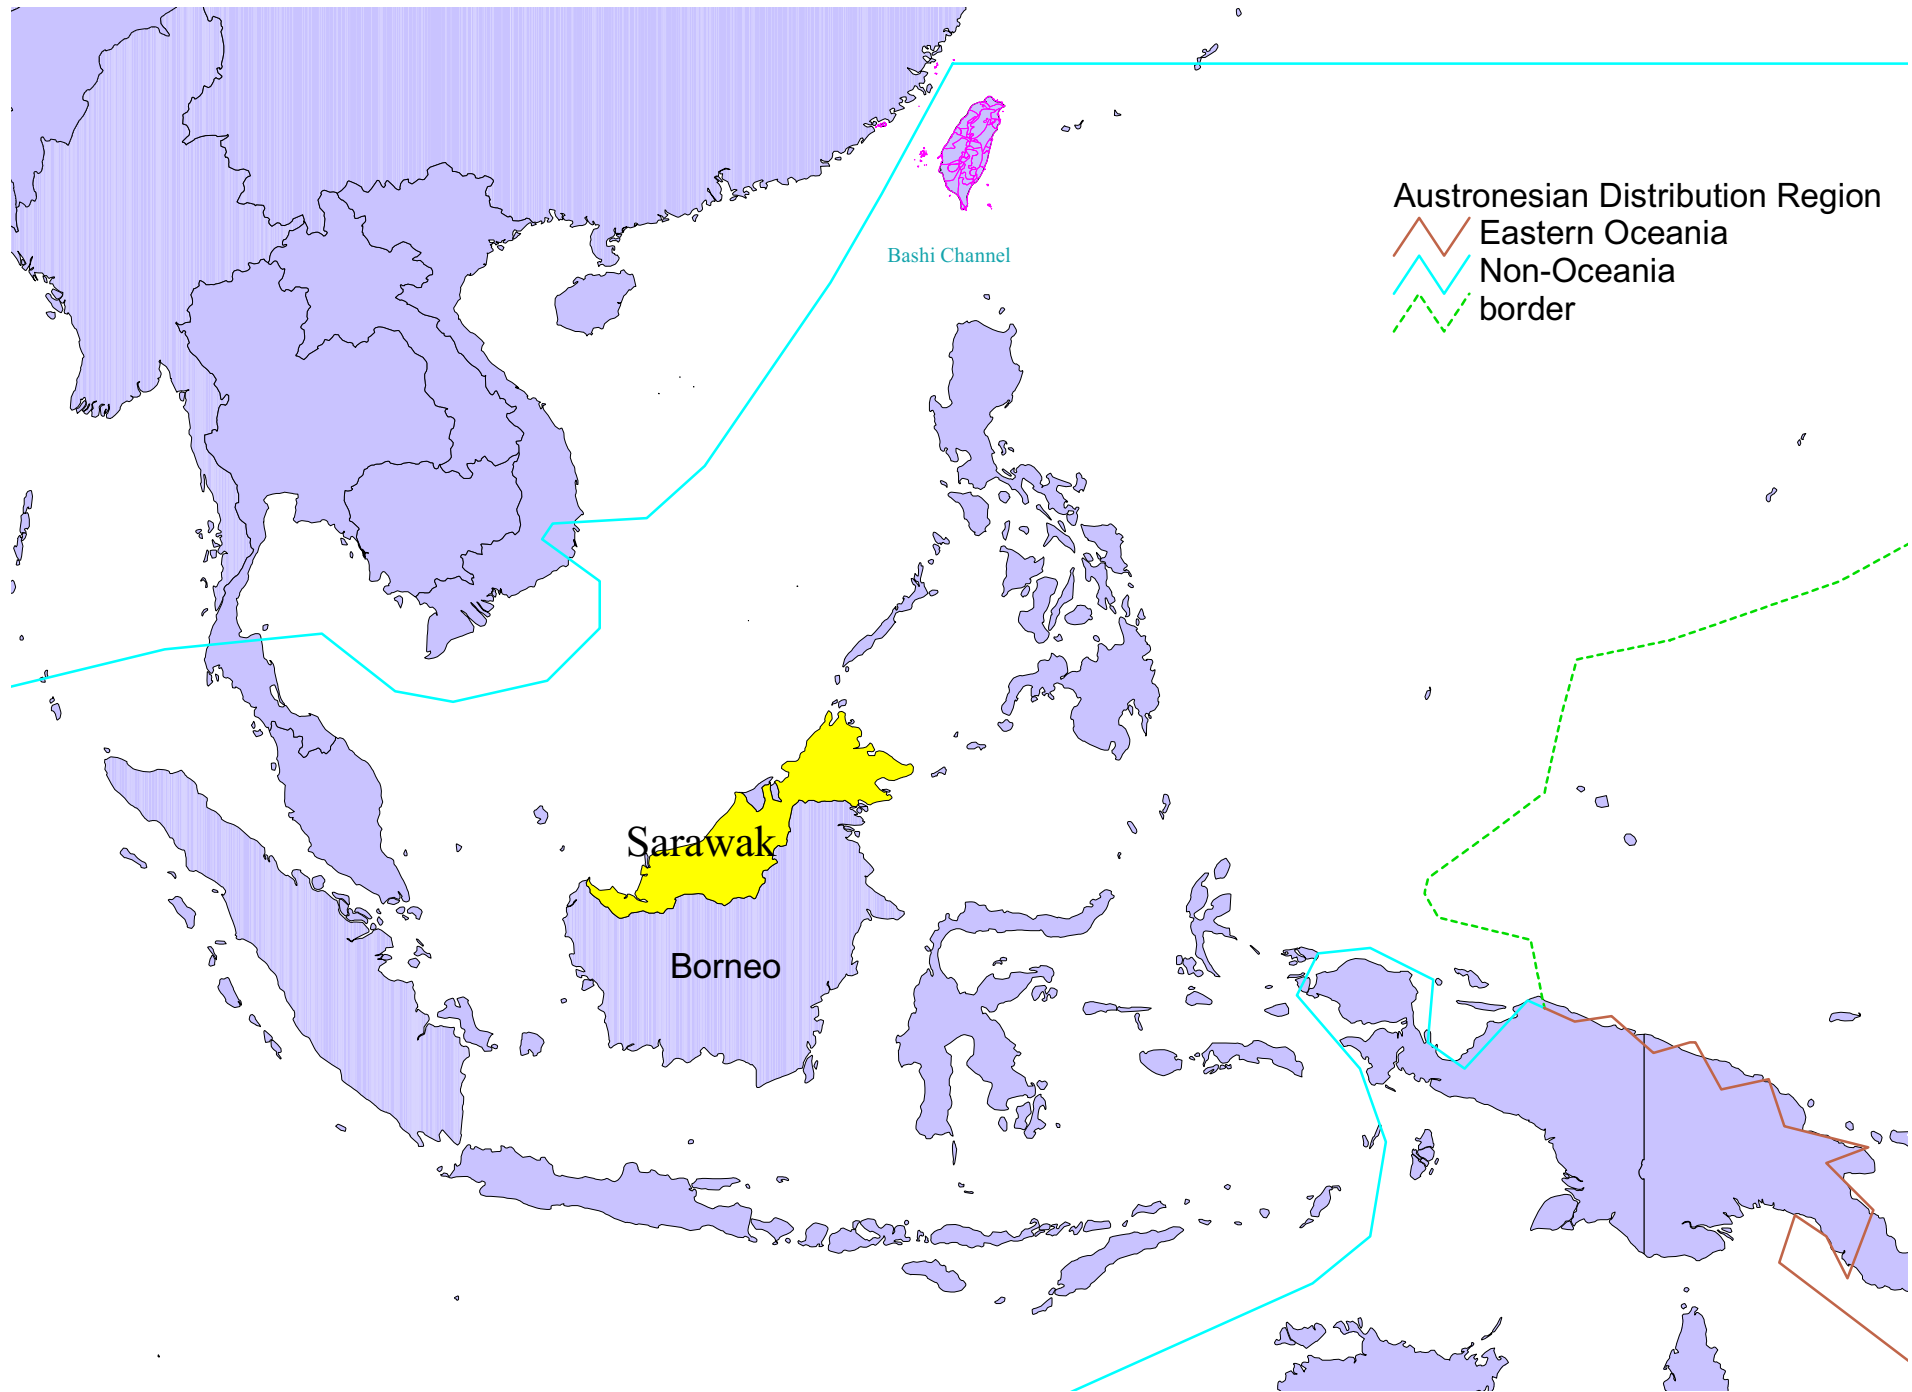 Austronesian Distribution Region
Eastern Oceania
Non-Oceania
border
Bashi Channel
Sarawak
Borneo